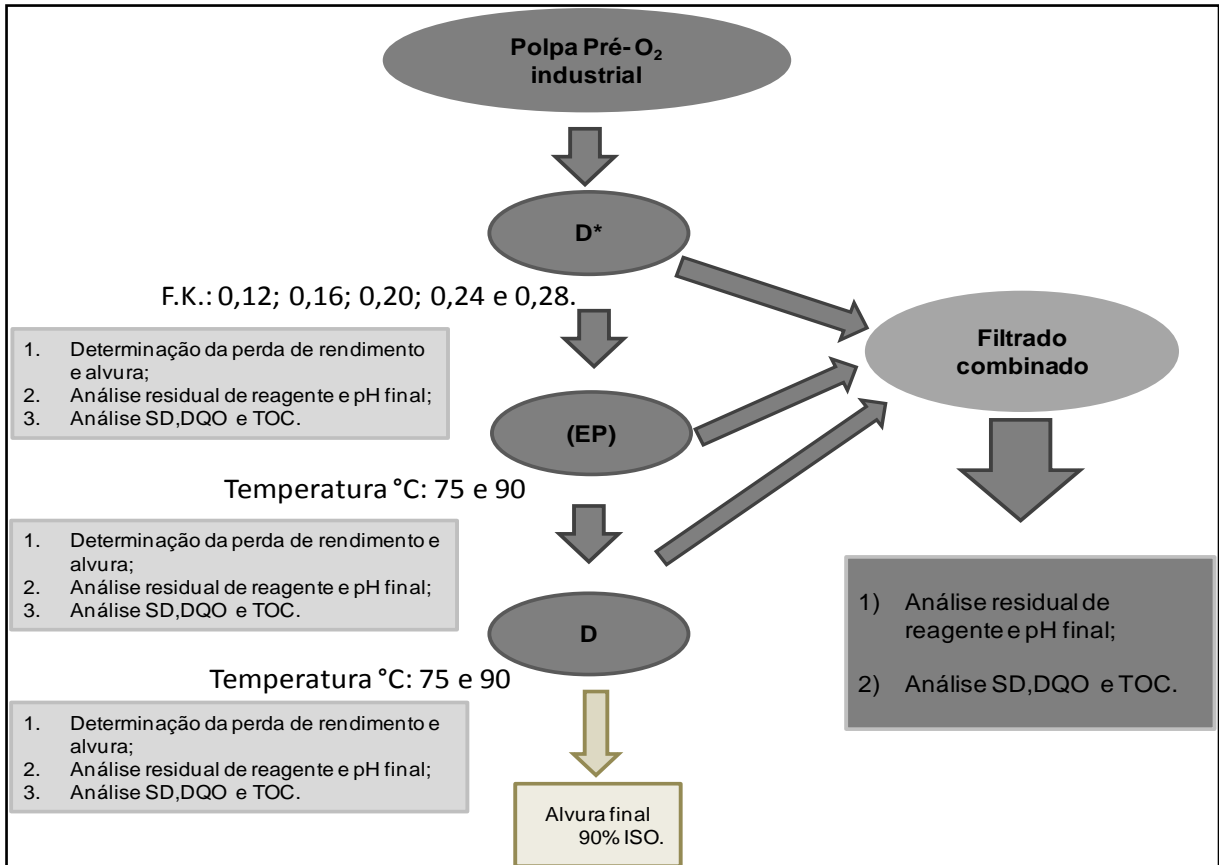 Polpa Pré-O₂
industrial
D*
F.K.: 0,12; 0,16; 0,20; 0,24 e 0,28.
1. Determinação da perda de rendimento
e alvura;
2. Análise residual de reagente e pH final;
3. Análise SD,DQO e TOC.
(EP)
Temperatura °C: 75 e 90
1. Determinação da perda de rendimento e
alvura;
2. Análise residual de reagente e pH final;
3. Análise SD,DQO e TOC.
D
Temperatura °C: 75 e 90
1. Determinação da perda de rendimento e
alvura;
2. Análise residual de reagente e pH final;
3. Análise SD,DQO e TOC.
Alvura final
90% ISO.
Filtrado
combinado
1) Análise residual de
reagente e pH final;
2) Análise SD,DQO e TOC.